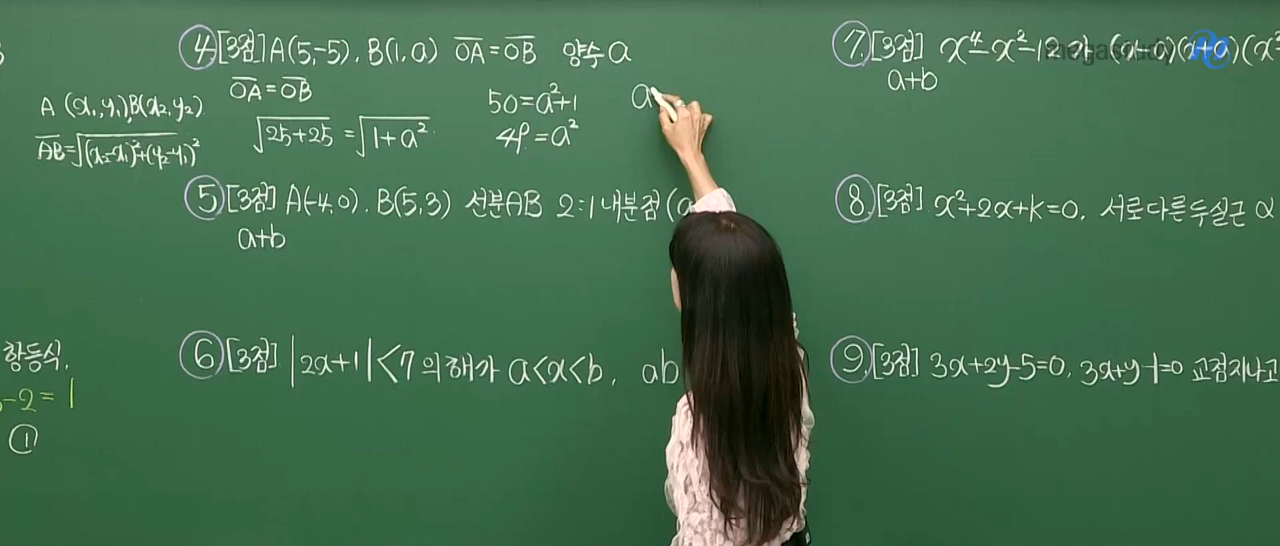 ④ [3점] A(5,-5), B(1,a) OA=OB 양수 a
OA=OB
A(x₁,y₁)B(x₂,y₂)
AB=√(x₂-x₁)²+(y₂-y₁)²
√25+25 = √1+a²
50=a²+1
49=a²
a
⑤ [3점] A(-4,0), B(5,3) 선분AB 2:1 내분점 (a
a+b
⑥ [3점] |2x+1|<7 의 해가 a<x<b, ab
항등식.
-2=1
①
⑦ [3점] x⁴-x²-12
a+b
megastudy
⑧ [3점] x²+2x+k=0, 서로다른 두실근 α
⑨ [3점] 3x+2y-5=0, 3x+y-1=0 교점지나고